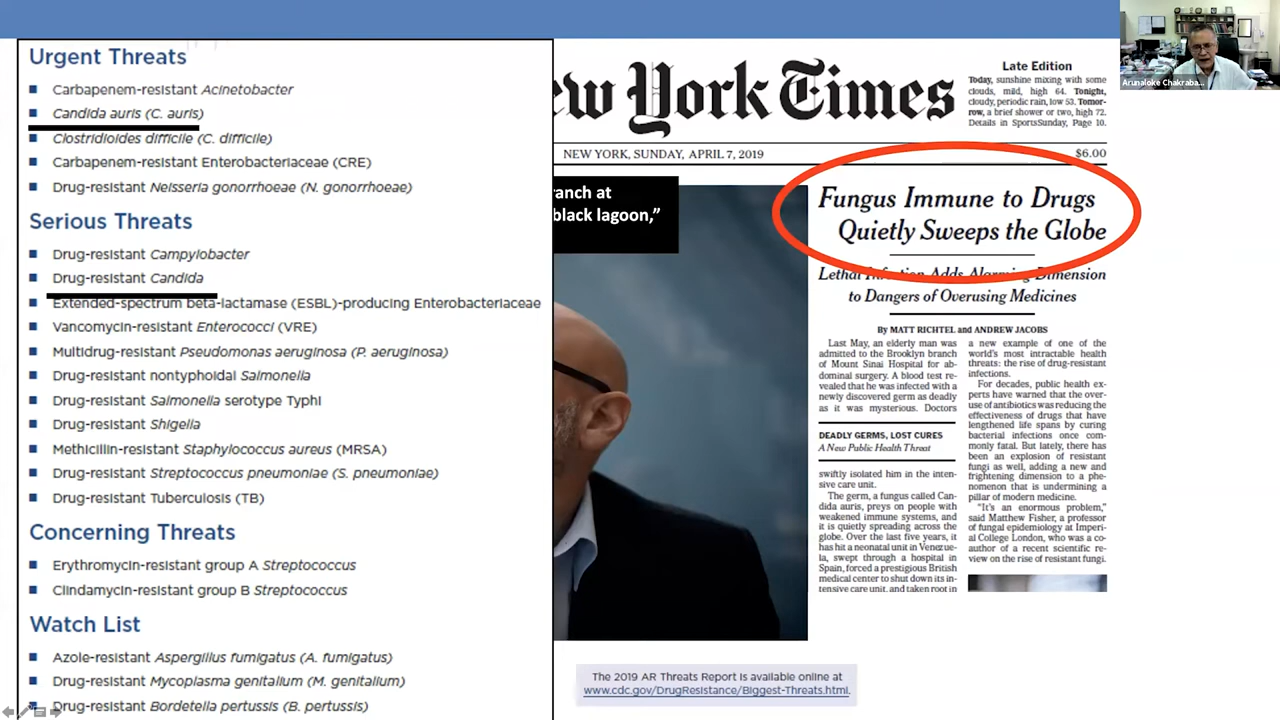 Urgent Threats
Carbapenem-resistant Acinetobacter
Candida auris (C. auris)
Clostridioides difficile (C. difficile)
Carbapenem-resistant Enterobacteriaceae (CRE)
Drug-resistant Neisseria gonorrhoeae (N. gonorrhoeae)
Serious Threats
Drug-resistant Campylobacter
Drug-resistant Candida
Extended-spectrum beta-lactamase (ESBL)-producing Enterobacteriaceae
Vancomycin-resistant Enterococci (VRE)
Multidrug-resistant Pseudomonas aeruginosa (P. aeruginosa)
Drug-resistant nontyphoidal Salmonella
Drug-resistant Salmonella serotype Typhi
Drug-resistant Shigella
Methicillin-resistant Staphylococcus aureus (MRSA)
Drug-resistant Streptococcus pneumoniae (S. pneumoniae)
Drug-resistant Tuberculosis (TB)
Concerning Threats
Erythromycin-resistant group A Streptococcus
Clindamycin-resistant group B Streptococcus
Watch List
Azole-resistant Aspergillus fumigatus (A. fumigatus)
Drug-resistant Mycoplasma genitalium (M. genitalium)
Drug-resistant Bordetella pertussis (B. pertussis)
ew York Times
Late Edition
Today, sunshine mixing with some
clouds, mild, high 64. Tonight,
cloudy, periodic rain, low 53. Tomor-
row, a brief shower or two, high 72.
Details in SportsSunday, Page 10.
NEW YORK, SUNDAY, APRIL 7, 2019
$6.00
ranch at
black lagoon,”
Fungus Immune to Drugs
Quietly Sweeps the Globe
Lethal Infection Adds Alarming Dimension
to Dangers of Overusing Medicines
By MATT RICHTEL and ANDREW JACOBS
Last May, an elderly man was
admitted to the Brooklyn branch
of Mount Sinai Hospital for ab-
dominal surgery. A blood test re-
vealed that he was infected with a
newly discovered germ as deadly
as it was mysterious. Doctors
DEADLY GERMS, LOST CURES
A New Public Health Threat
swiftly isolated him in the inten-
sive care unit.
The germ, a fungus called Can-
dida auris, preys on people with
weakened immune systems, and
it is quietly spreading across the
globe. Over the last five years, it
has hit a neonatal unit in Venezue-
la, swept through a hospital in
Spain, forced a prestigious British
medical center to shut down its in-
tensive care unit, and taken root in
a new example of one of the
world’s most intractable health
threats: the rise of drug-resistant
infections.
For decades, public health ex-
perts have warned that the over-
use of antibiotics was reducing the
effectiveness of drugs that have
lengthened life spans by curing
bacterial infections once com-
monly fatal. But lately, there has
been an explosion of resistant
fungi as well, adding a new and
frightening dimension to a phe-
nomenon that is undermining a
pillar of modern medicine.
“It’s an enormous problem,”
said Matthew Fisher, a professor
of fungal epidemiology at Imperi-
al College London, who was a co-
author of a recent scientific re-
view on the rise of resistant fungi.
The 2019 AR Threats Report is available online at
www.cdc.gov/DrugResistance/Biggest-Threats.html.
Arunaloke Chakraba...